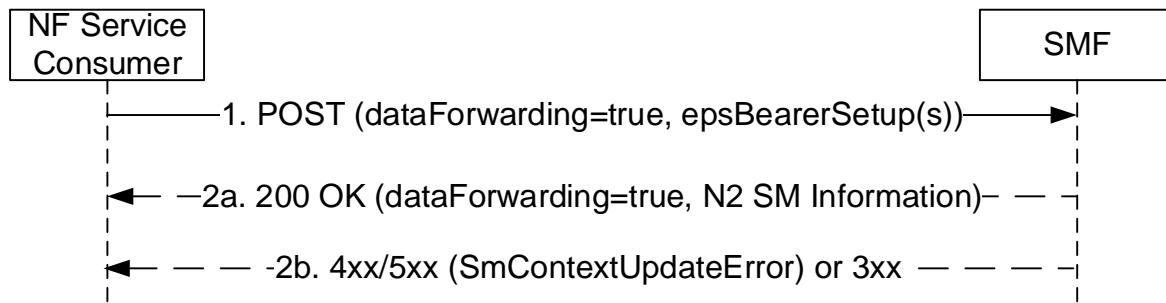 NF Service
Consumer
SMF
1. POST (dataForwarding=true, epsBearerSetup(s))
2a. 200 OK (dataForwarding=true, N2 SM Information)
2b. 4xx/5xx (SmContextUpdateError) or 3xx